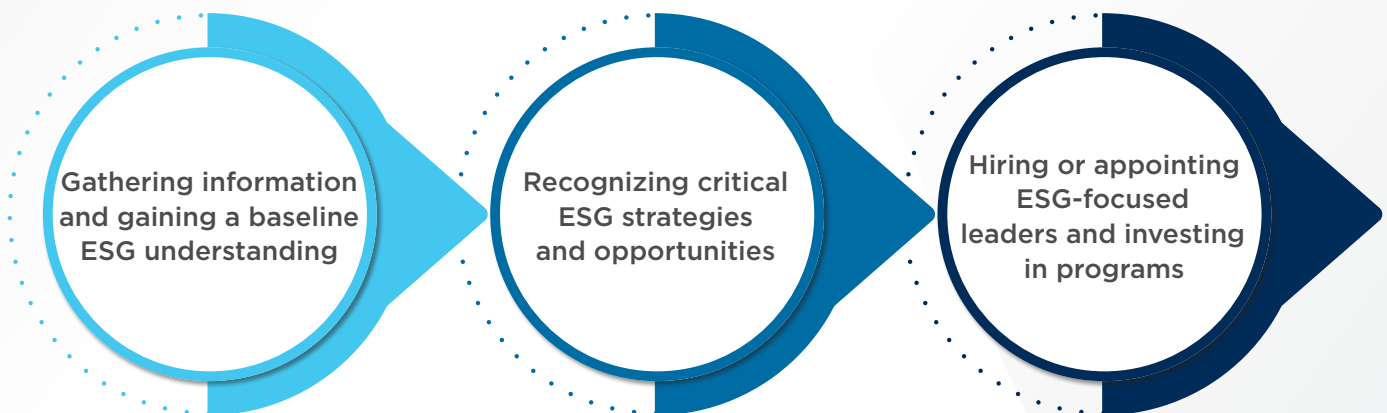 Gathering information
and gaining a baseline
ESG understanding
Recognizing critical
ESG strategies
and opportunities
Hiring or appointing
ESG-focused
leaders and investing
in programs